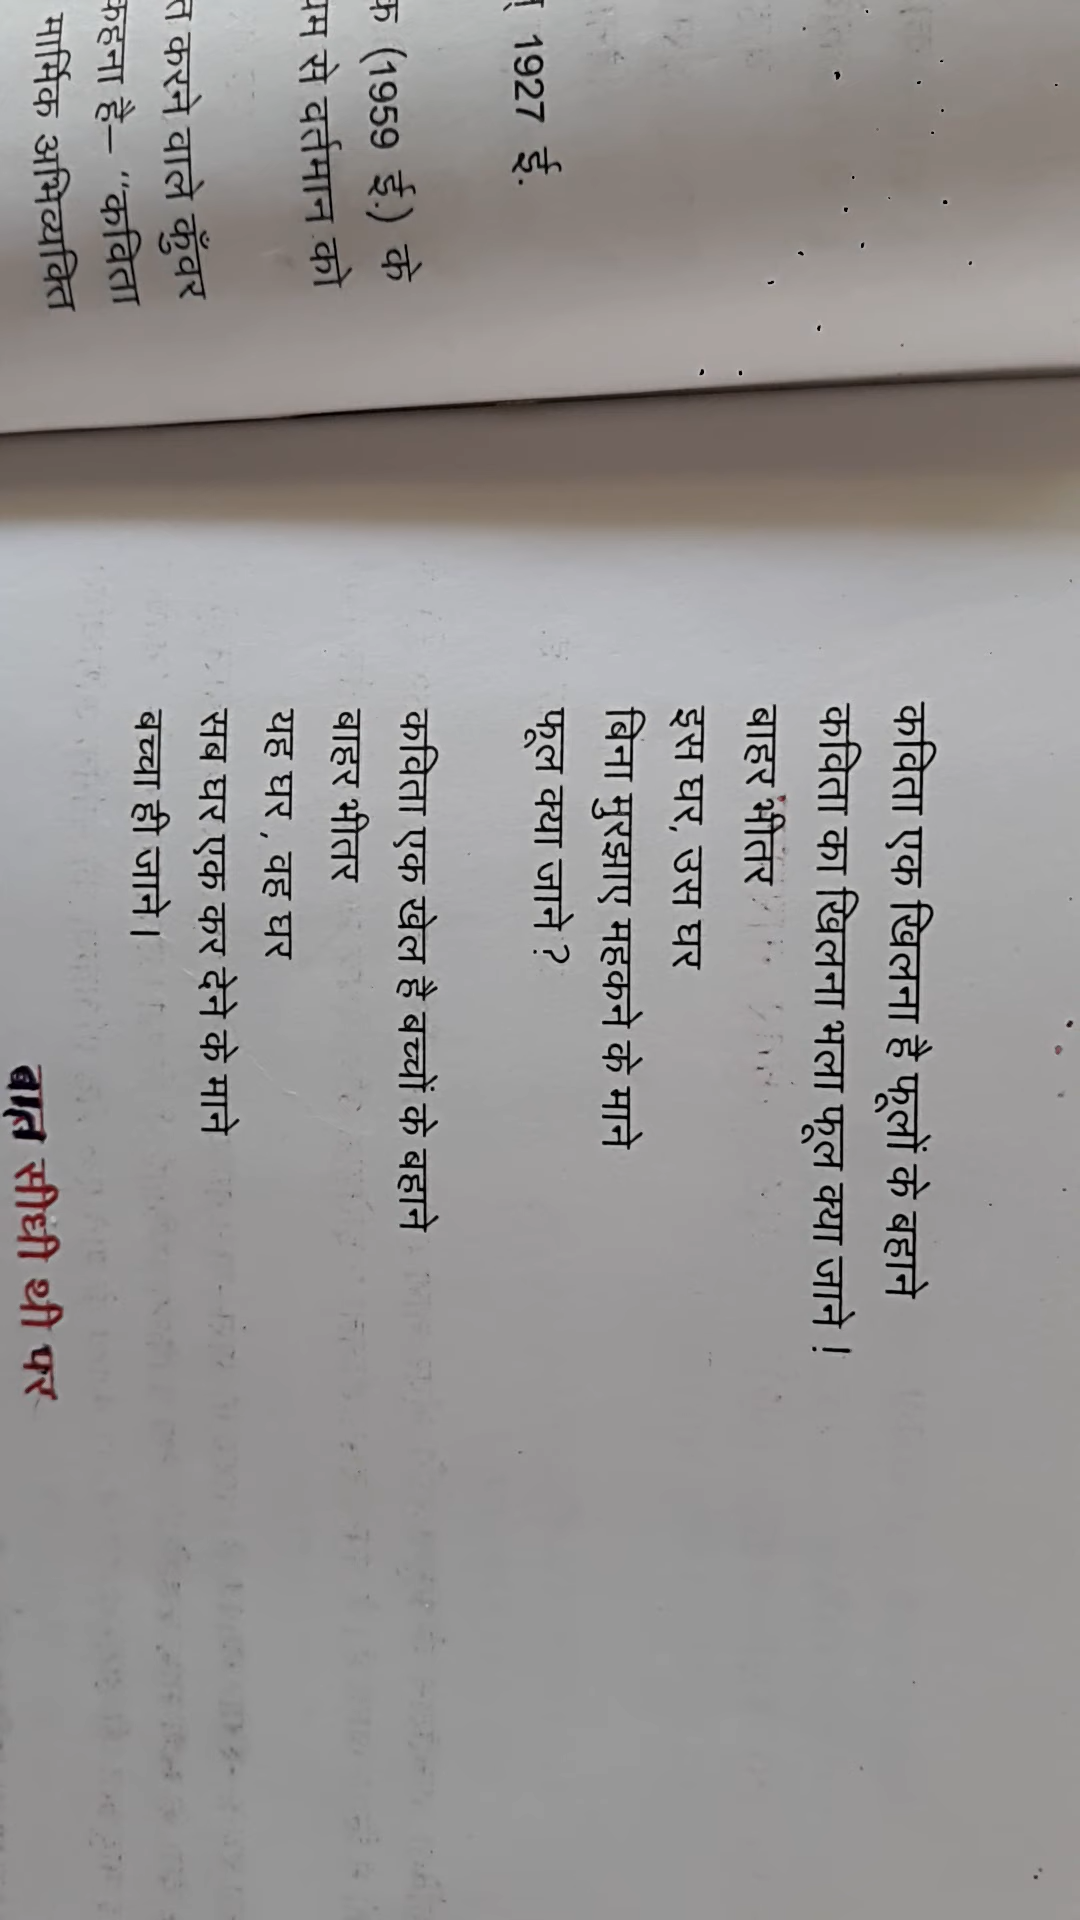 1927 ई.
(1959 ई.) के
से वर्तमान को
करने वाले कुँवर
कहना है– “कविता
मार्मिक अभिव्यक्ति
कविता एक खिलना है फूलों के बहाने
कविता का खिलना भला फूल क्या जाने !
बाहर भीतर
इस घर, उस घर
बिना मुरझाए महकने के माने
फूल क्या जाने ?
कविता एक खेल है बच्चों के बहाने
बाहर भीतर
यह घर, वह घर
सब घर एक कर देने के माने
बच्चा ही जाने।
बात सीधी थी पर